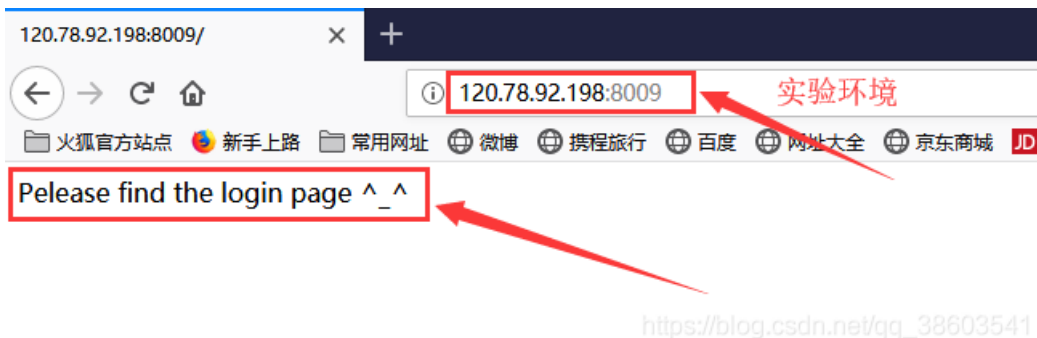 120.78.92.198:8009/
120.78.92.198:8009 实验环境
火狐官方站点 新手上路 常用网址 微博 携程旅行 百度 网址大全 京东商城 JD
Pelease find the login page ^_^
https://blog.csdn.net/qq_38603541